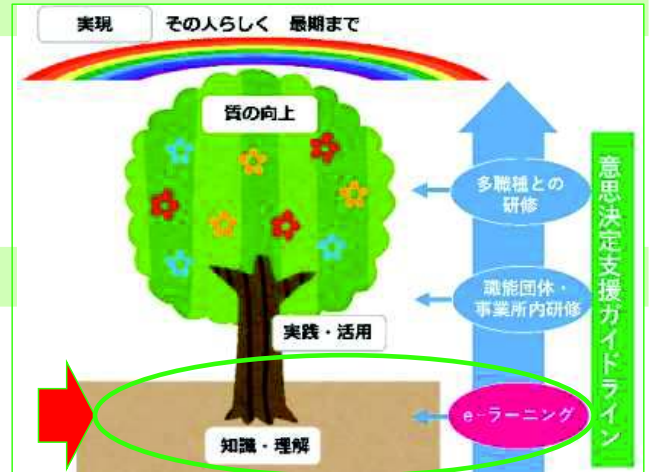 実現 その人らしく 最期まで
質の向上
多職種との
研修
職能団体・
事業所内研修
実践・活用
e-ラーニング
知識・理解
意思決定支援ガイドライン